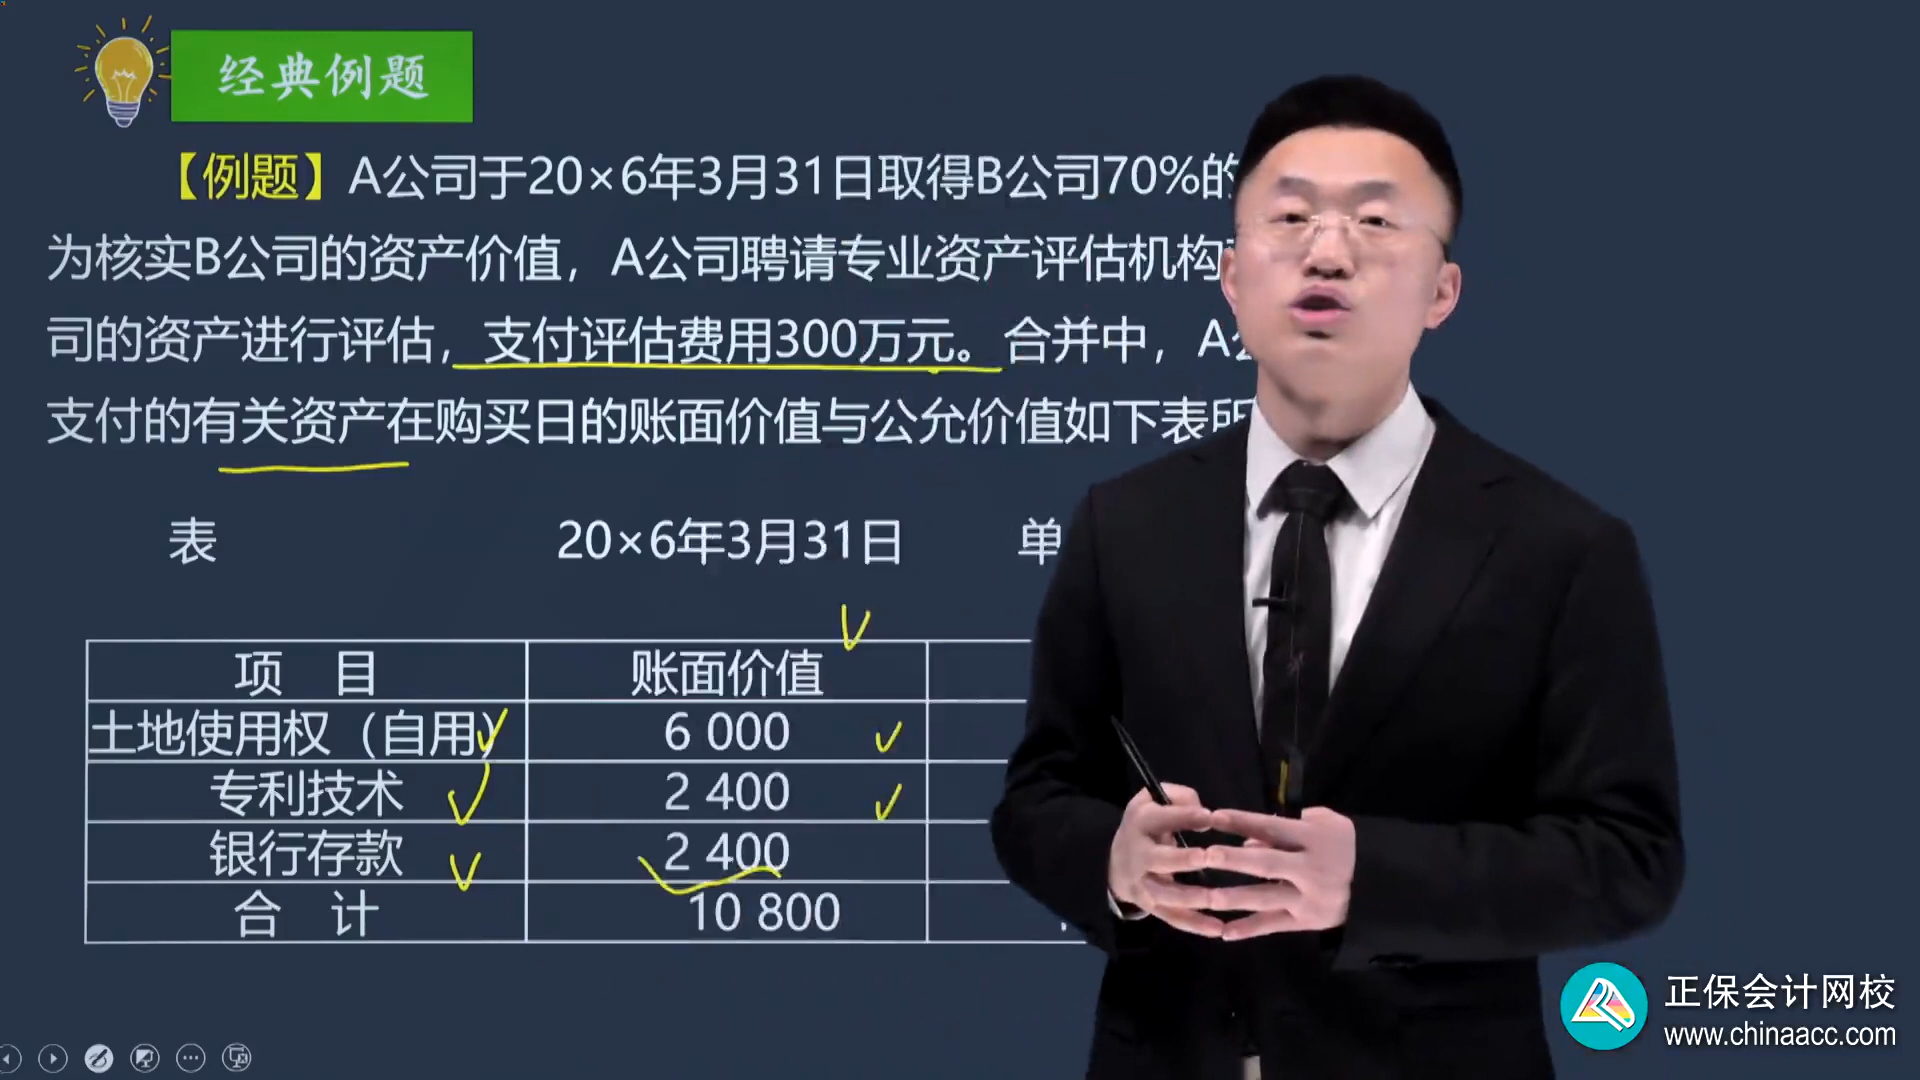 经典例题
【例题】A公司于20×6年3月31日取得B公司70%的
为核实B公司的资产价值，A公司聘请专业资产评估机构
司的资产进行评估，支付评估费用300万元。合并中，A
支付的有关资产在购买日的账面价值与公允价值如下表
表 20×6年3月31日 单
项 目 账面价值
土地使用权（自用） 6 000
专利技术 2 400
银行存款 2 400
合 计 10 800
正保会计网校
www.chinaacc.com